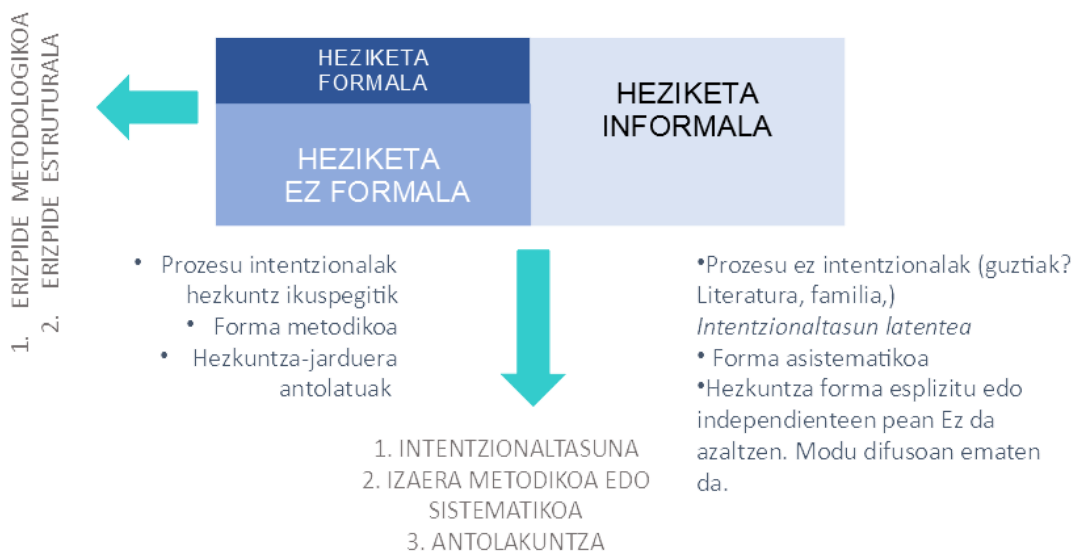 1. ERIZPIDE METODOLOGIKOA
2. ERIZPIDE ESTRUTURALA
HEZIKETA
FORMALA
HEZIKETA
EZ FORMALA
HEZIKETA
INFORMALA
• Prozesu intentzionalak
hezkuntz ikuspegitik
• Forma metodikoa
• Hezkuntza-jarduera
antolatuak
•Prozesu ez intentzionalak (guztiak?
Literatura, familia,)
Intentzionaltasun latentea
• Forma asistematikoa
•Hezkuntza forma esplizitu edo
independienteen pean Ez da
azaltzen. Modu difusoan ematen
da.
1. INTENTZIONALTASUNA
2. IZAERA METODIKOA EDO
SISTEMATIKOA
3. ANTOLAKUNTZA